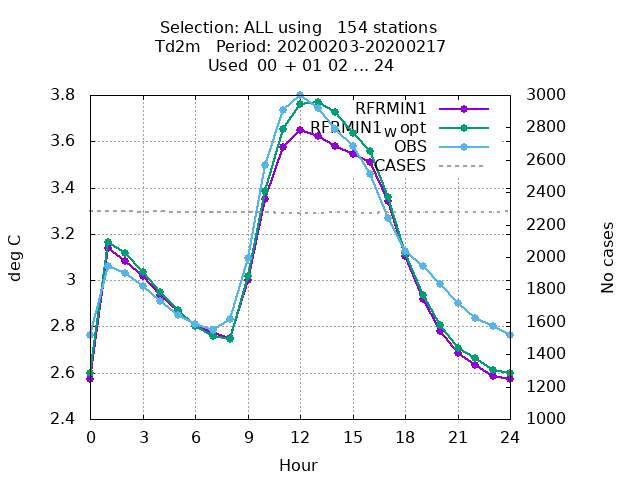 Selection: ALL using 154 stations
Td2m Period: 20200203-20200217
Used 00 + 01 02 ... 24
3.8 3000
RFRMIN1
RFRMIN1w opt
OBS
CASES
3.6 2800
2600
3.4 2400
3.2 2200
2000
3 1800
2.8 1600
2.6 1400
1200
2.4 1000
deg C
No cases
0 3 6 9 12 15 18 21 24
Hour